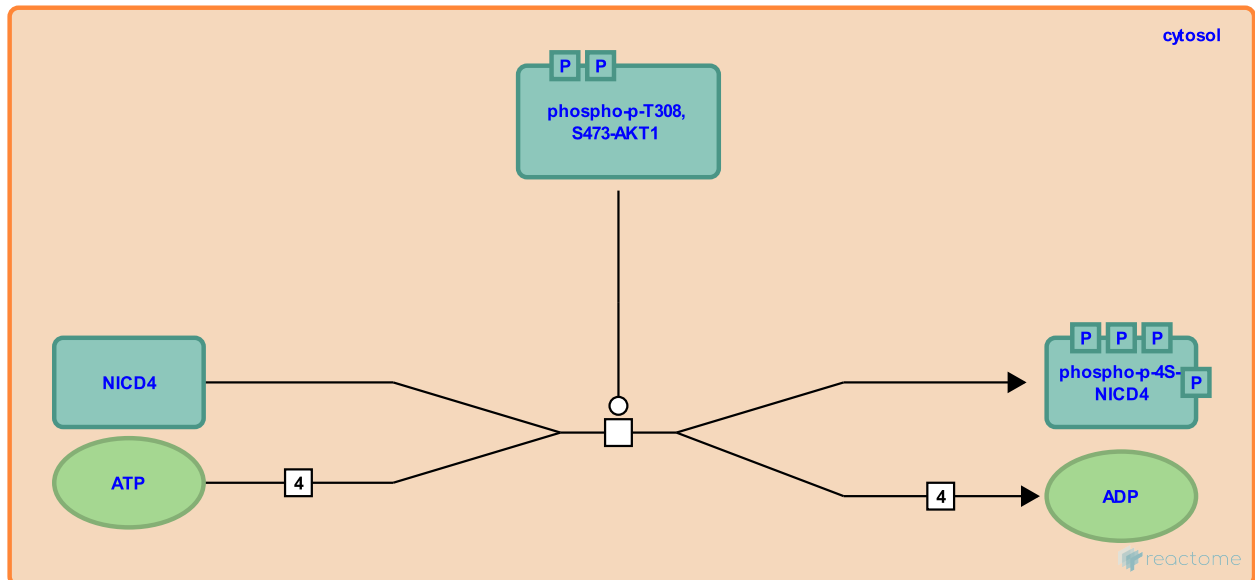 cytosol
P P
phospho-p-T308,
S473-AKT1
NICD4
ATP
4
P P P
phospho-p-4S-
P
NICD4
4
ADP
reactome